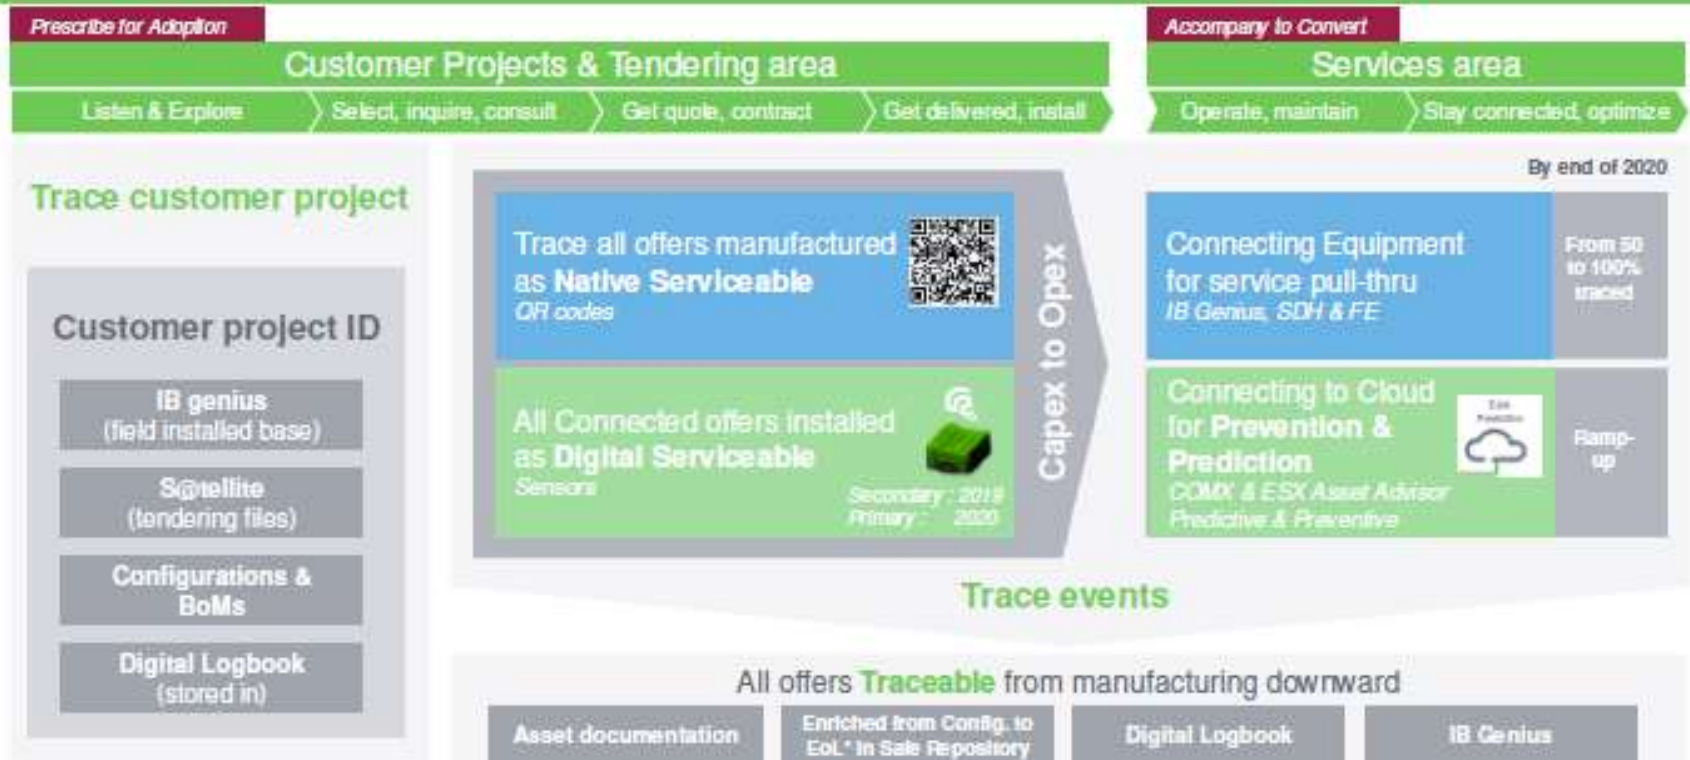 Prescribe for Adoption
Accompany to Convert
Customer Projects & Tendering area
Services area
Listen & Explore
Select, inquire, consult
Get quote, contract
Get delivered, install
Operate, maintain
Stay connected, optimize
Trace customer project
Customer project ID
IB genius
(field installed base)
S@tellite
(tendering files)
Configurations &
BoMs
Digital Logbook
(stored in)
Trace all offers manufactured
as Native Serviceable
QR codes
All Connected offers installed
as Digital Serviceable
Sensors
Secondary : 2019
Primary : 2020
Capex to Opex
By end of 2020
Connecting Equipment
for service pull-thru
IB Genius, SDH & FE
From 50
to 100%
traced
Connecting to Cloud
for Prevention &
Prediction
COMX & ESX Asset Advisor
Predictive & Preventive
Ramp-
up
Trace events
All offers Traceable from manufacturing downward
Asset documentation
Enriched from Config. to
EoL* in Safe Repository
Digital Logbook
IB Genius